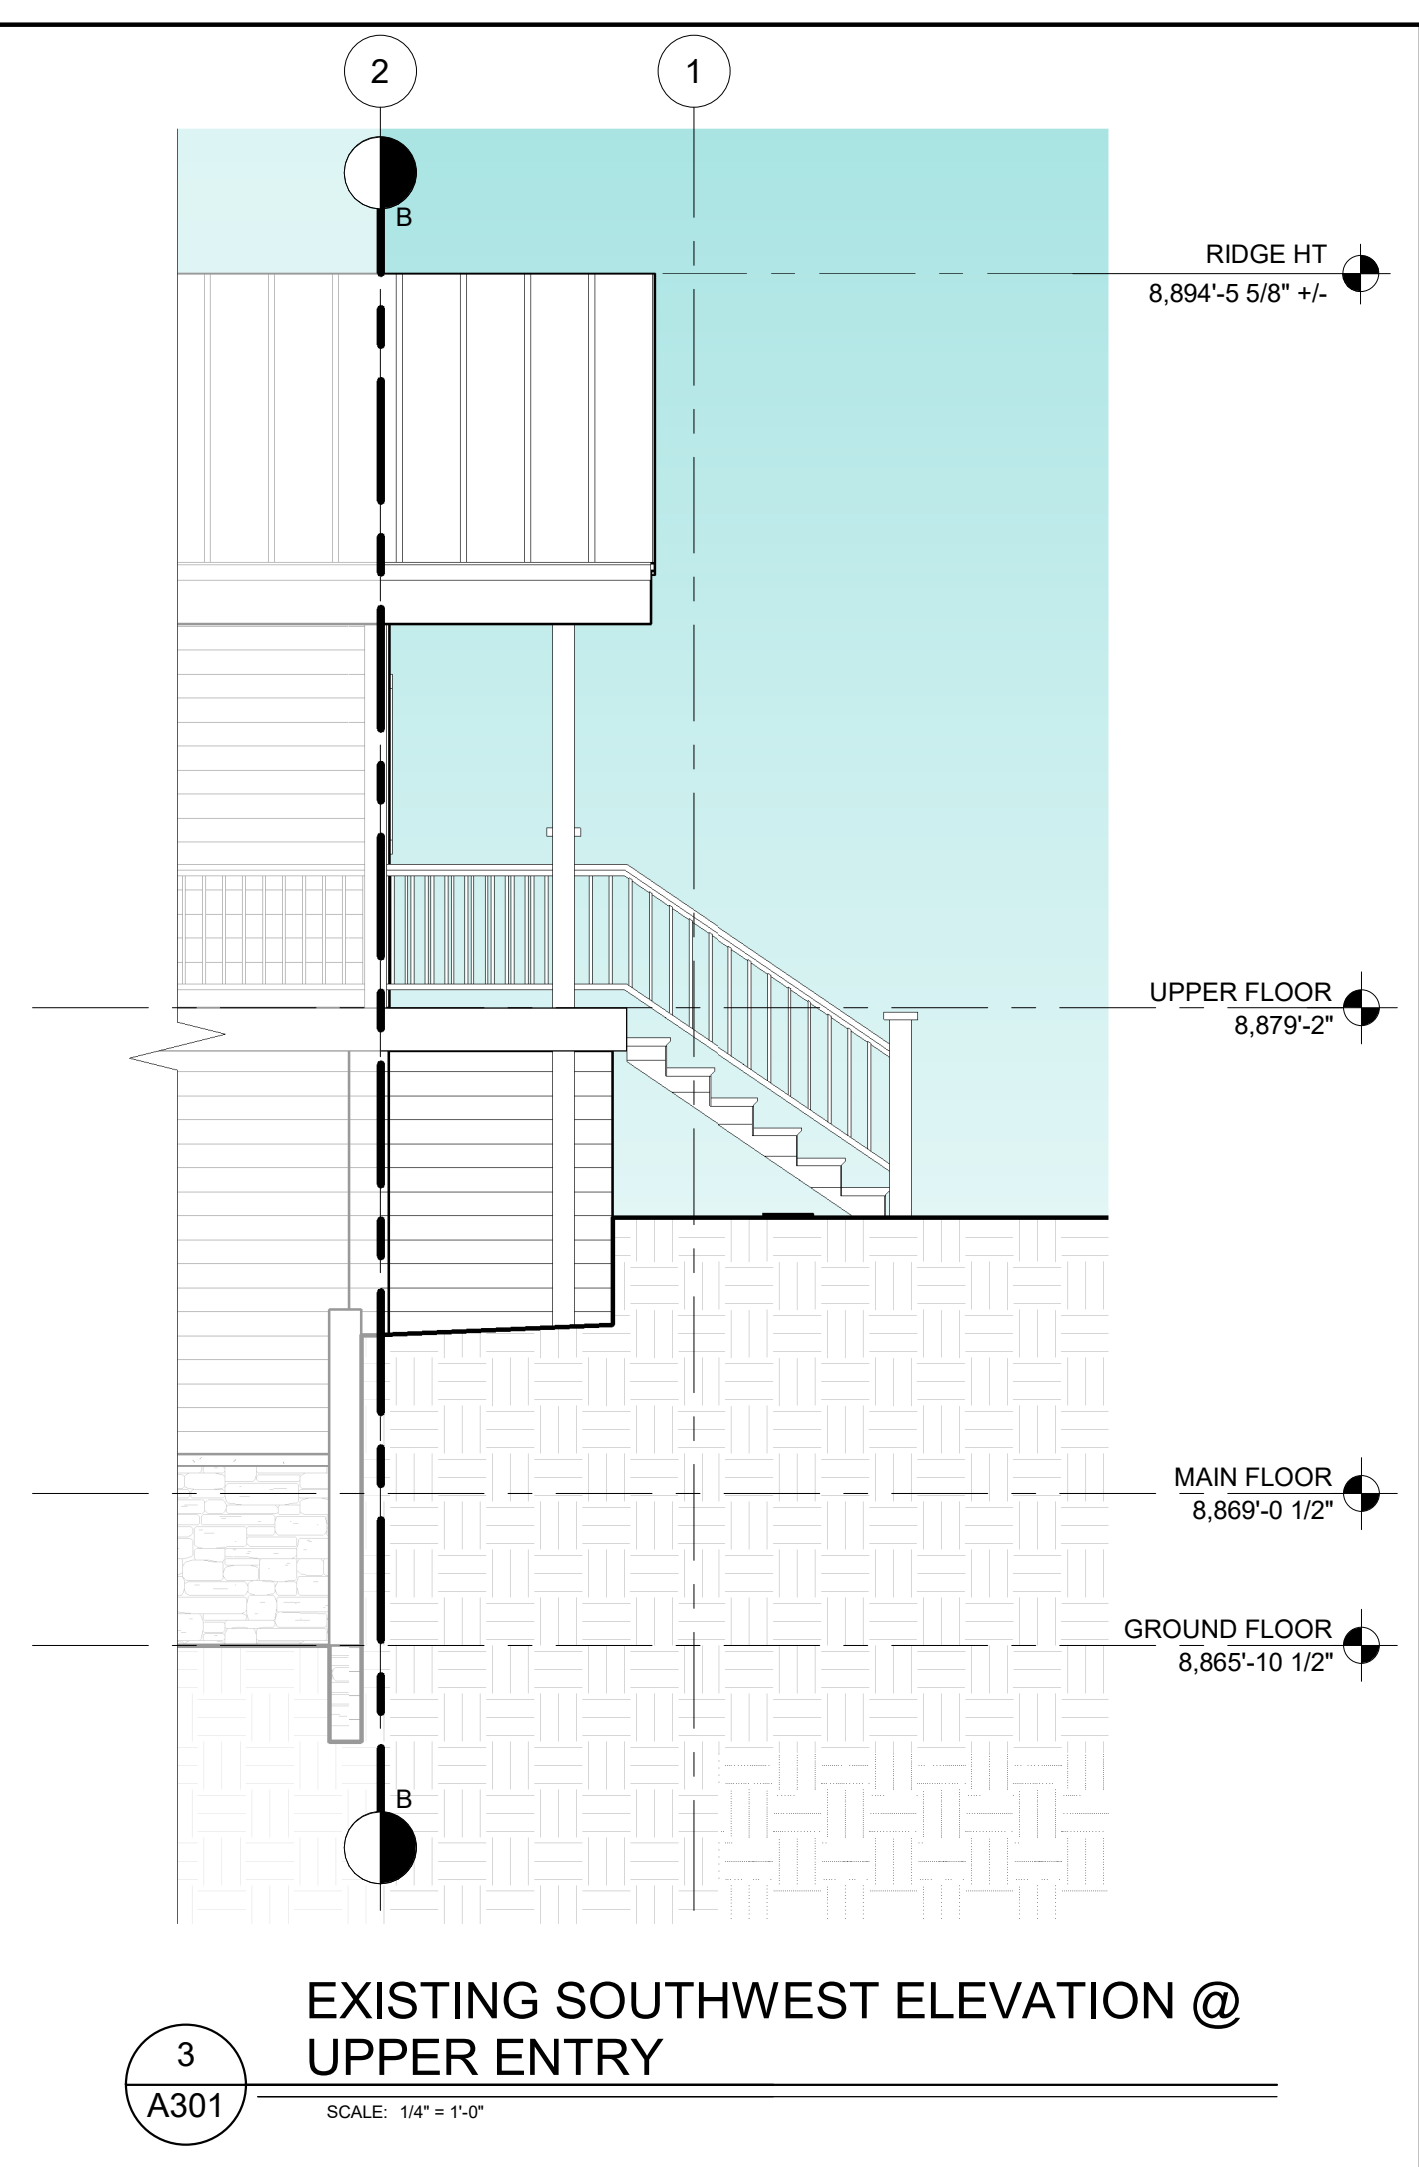 2
1
B
RIDGE HT
8,894'-5 5/8" +/-
UPPER FLOOR
8,879'-2"
MAIN FLOOR
8,869'-0 1/2"
GROUND FLOOR
8,865'-10 1/2"
B
EXISTING SOUTHWEST ELEVATION @
UPPER ENTRY
3
A301
SCALE: 1/4" = 1'-0"